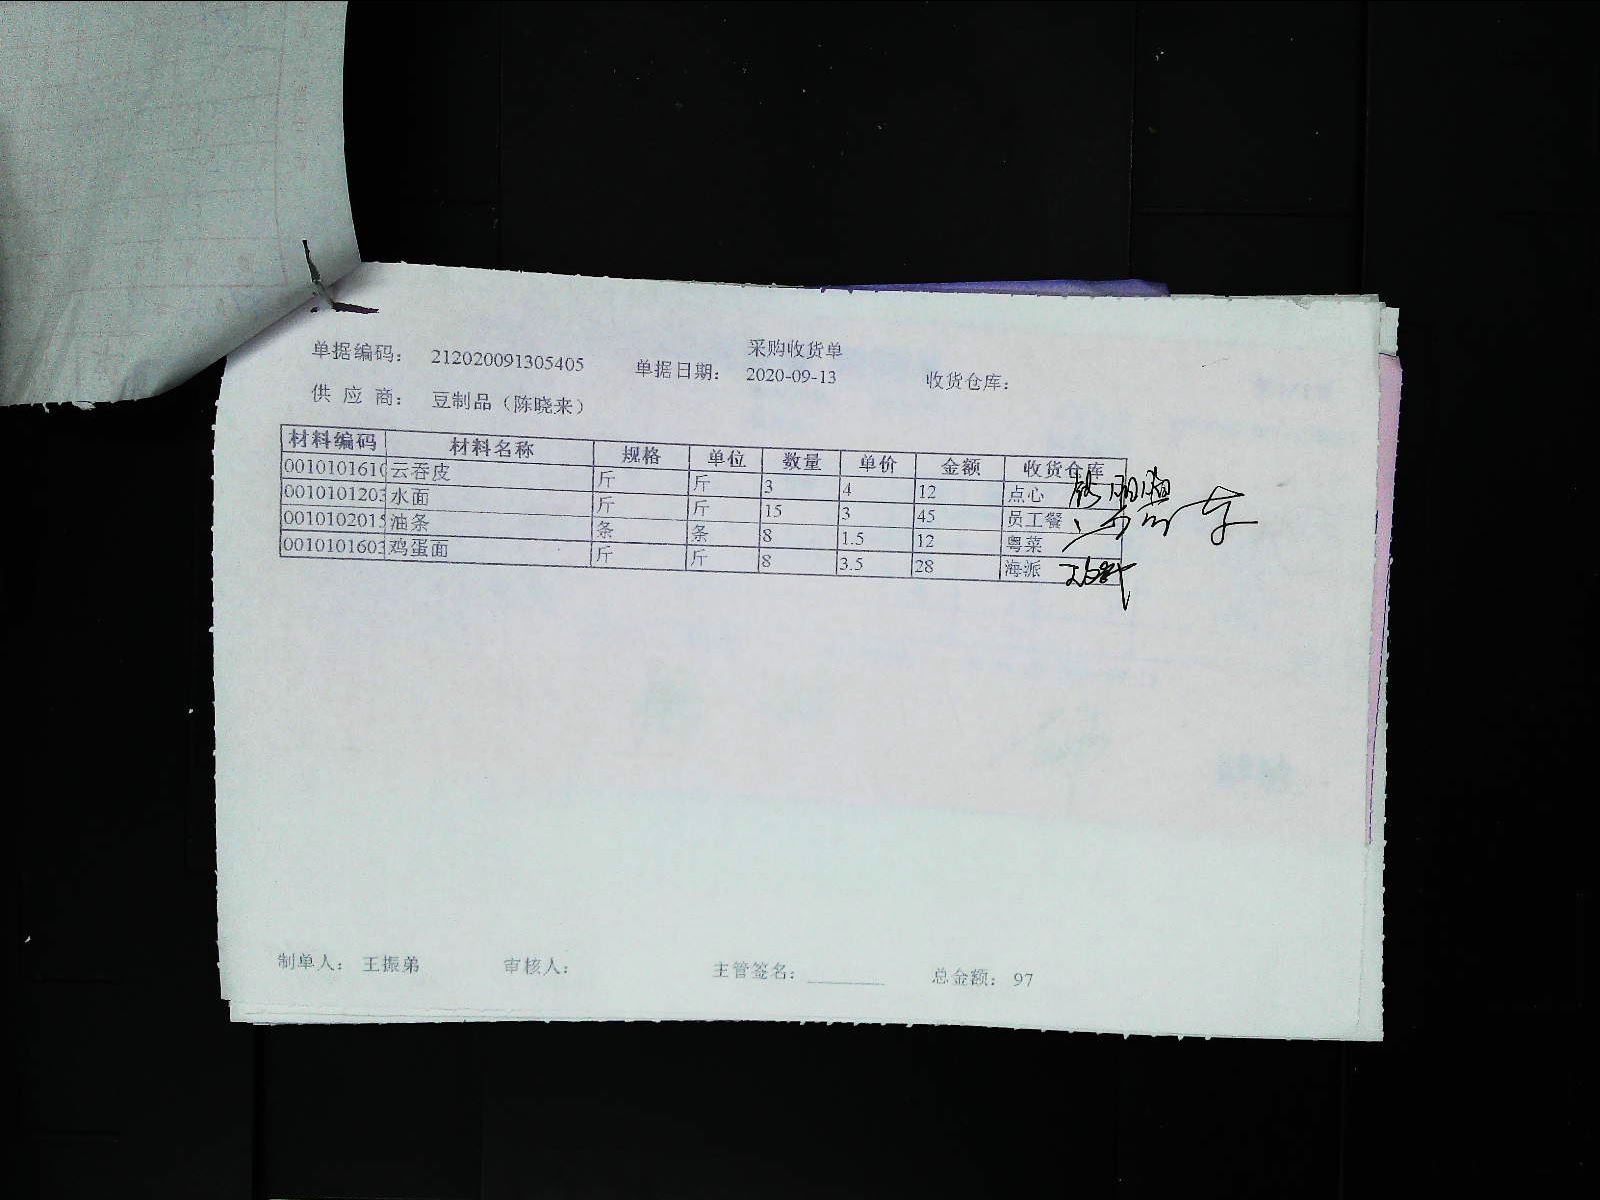 采购收货单
单据编码: 212020091305405 单据日期: 2020-09-13 收货仓库:
供 应 商: 豆制品（陈晓来）
材料编码 材料名称 规格 单位 数量 单价 金额 收货仓库
0010101610 云吞皮 斤 斤 3 4 12 点心
0010101203 水面 斤 斤 15 3 45 员工餐
0010102015 油条 条 条 8 1.5 12 粤菜
0010101603 鸡蛋面 斤 斤 8 3.5 28 海派
制单人: 王振弟 审核人: 主管签名: 总金额: 97